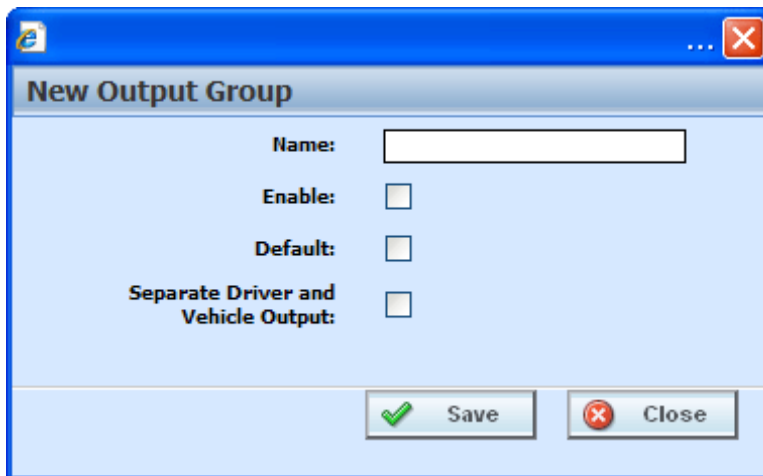 ...
New Output Group
Name:
Enable:
Default:
Separate Driver and
Vehicle Output:
Save
Close